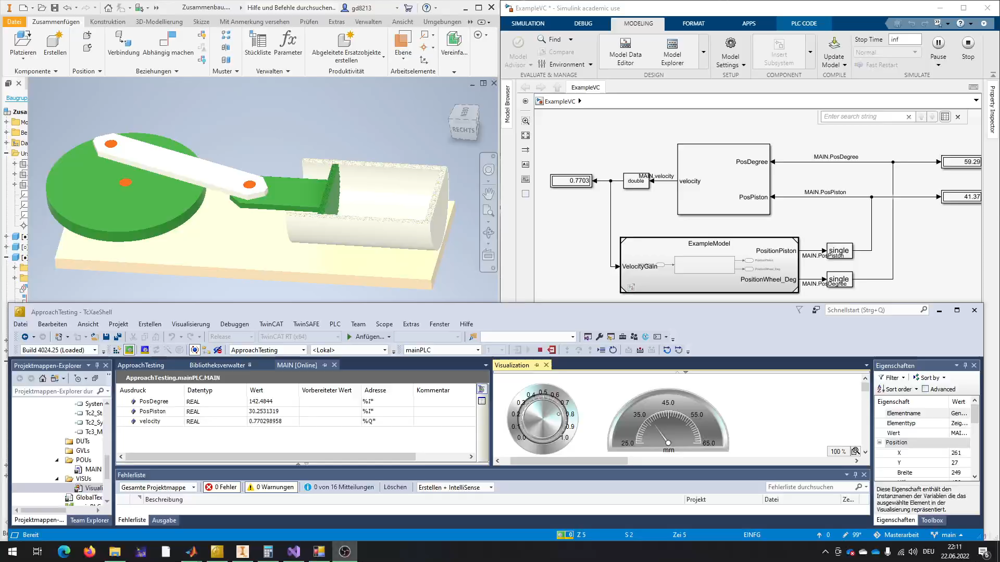 Zusammenbau....
Hilfe und Befehle durchsuchen..
gd8213
Datei
Zusammenfügen
Konstruktion
3D-Modellierung
Skizze
Mit Anmerkung versehen
Prüfen
Extras
Verwalten
Ansicht
Umgebungen
Platzieren
Erstellen
Verbindung
Abhängig machen
Stückliste
Parameter
Abgeleitete Ersatzobjekte
erstellen
Ebene
Vereinfa...
Komponente
Position
Beziehungen
Muster
Verwalten
Produktivität
Arbeitselemente
Baugrup
Zusa
Mo
Be
Da
Urs
OBEN
RECHTS
ExampleVC * - Simulink academic use
SIMULATION
DEBUG
MODELING
FORMAT
APPS
PLC CODE
Model
Advisor
Find
Compare
Environment
Model Data
Editor
Model
Explorer
Model
Settings
Insert
Subsystem
Update
Model
Stop Time
inf
Normal
Fast Restart
Pause
Stop
EVALUATE & MANAGE
DESIGN
SETUP
COMPONENT
COMPILE
SIMULATE
Model Browser
Property Inspector
ExampleVC
ExampleVC
Enter search string
0.7703
double
MAIN.velocity
velocity
PosDegree
PosPiston
MAIN.PosDegree
MAIN.PosPiston
59.29
41.37
ExampleModel
VelocityGain
PositionPiston
PositionWheel_Deg
PositionPiston
PositionWheel_Deg
single
MAIN.PosPiston
single
MAIN.PosDegree
ApproachTesting - TcXaeShell
Schnellstart (Strg+Q)
Datei
Bearbeiten
Ansicht
Projekt
Erstellen
Visualisierung
Debuggen
TwinCAT
TwinSAFE
PLC
Team
Scope
Extras
Fenster
Hilfe
Release
TwinCAT RT (x64)
Anfügen...
Build 4024.25 (Loaded)
ApproachTesting
<Lokal>
mainPLC
1
Projektmappen-Explorer
Projektmappen-Explorer dur
System
Tc2_St
Tc2_Sy
Tc3_M
DUTs
GVLs
POUs
MAIN
VISUs
Visuali
GlobalTex
Projektmappen-...
Team Explorer
ApproachTesting
Bibliotheksverwalter
MAIN [Online]
ApproachTesting.mainPLC.MAIN
Ausdruck Datentyp Wert Vorbereiteter Wert Adresse Kommentar
PosDegree REAL 142.4844 %I*
PosPiston REAL 30.2531319 %I*
velocity REAL 0.770298958 %Q*
Visualization
0.0
0.1
0.2
0.3
0.4
0.5
0.6
0.7
0.8
0.9
1.0
25.0
35.0
45.0
55.0
65.0
mm
100 %
Eigenschaften
Filter
Sort by
Sort order
Advanced
Eigenschaft Wert
Elementname Gen...
Elementtyp Zeig...
Wert MAI...
Position
X 261
Y 27
Breite 249
Diese Eigenschaft enthält den
Instanznamen der Variablen die das
ausgewählte Element in der
Visualisierung repräsentiert.
Eigenschaften
Toolbox
Fehlerliste
Gesamte Projektmappe
0 Fehler
0 Warnungen
0 von 16 Mitteilungen
Löschen
Erstellen + IntelliSense
Fehlerliste durchsuchen
Beschreibung Projekt Datei Ze...
Fehlerliste
Ausgabe
Bereit
0
Z 5
S 2
Zei 5
EINFG
0
99*
Masterarbeit
main
DEU
22:11
22.06.2022
6